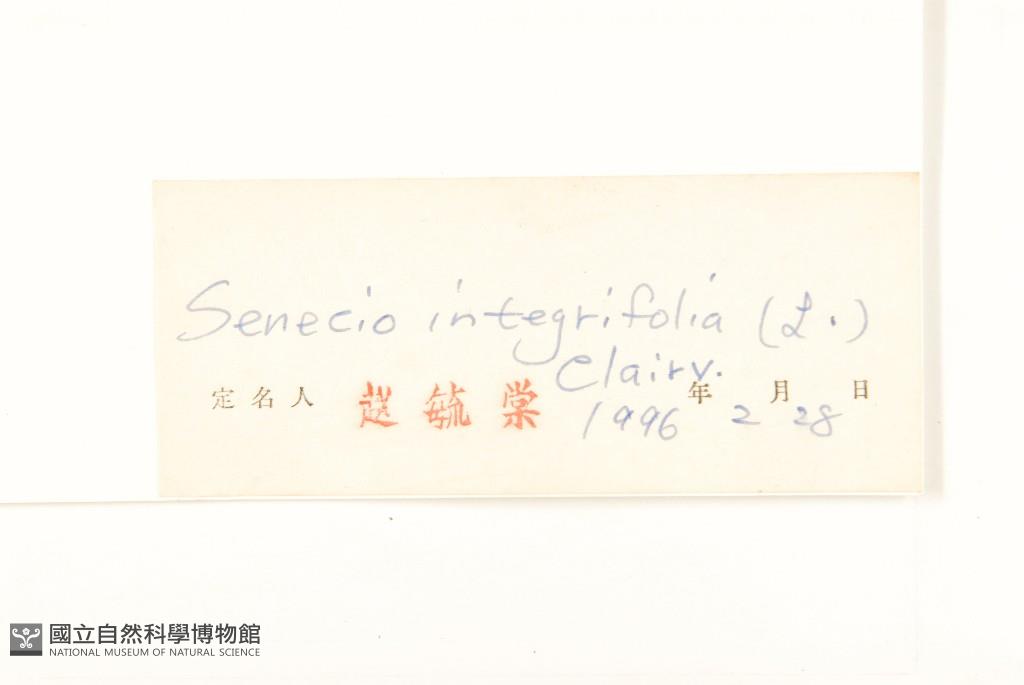 Senecio integrifolia (L.)
Clairv.
定名人 趙毓棠 年 月 日
1996 2 28
國立自然科學博物館
NATIONAL MUSEUM OF NATURAL SCIENCE